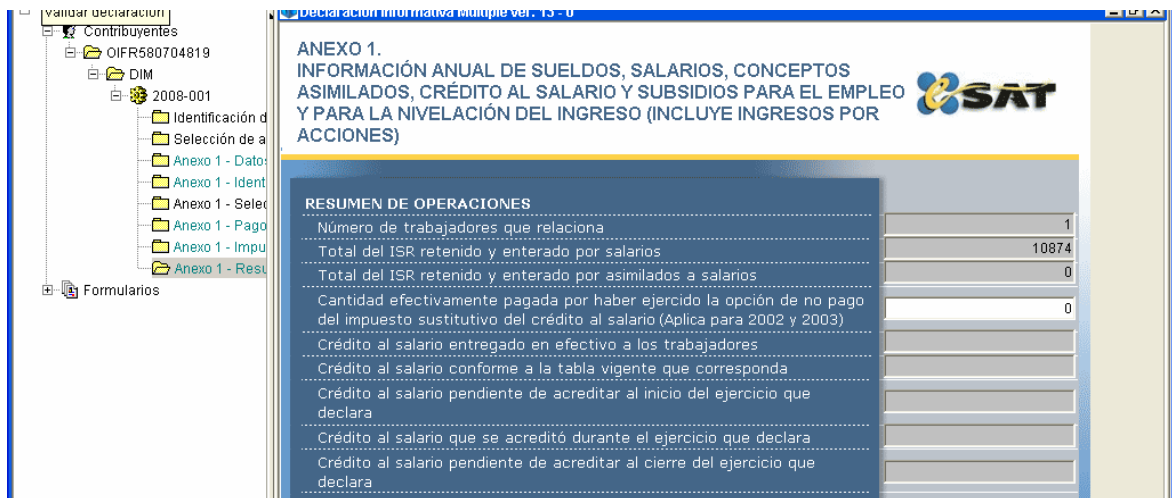 Validar declaración
Contribuyentes
OIFR580704819
DIM
2008-001
Identificación d
Selección de a
Anexo 1 - Datos
Anexo 1 - Ident
Anexo 1 - Selec
Anexo 1 - Pago
Anexo 1 - Impu
Anexo 1 - Resu
Formularios
Declaración Informativa Múltiple Ver. 13 - 0
ANEXO 1.
INFORMACIÓN ANUAL DE SUELDOS, SALARIOS, CONCEPTOS
ASIMILADOS, CRÉDITO AL SALARIO Y SUBSIDIOS PARA EL EMPLEO
Y PARA LA NIVELACIÓN DEL INGRESO (INCLUYE INGRESOS POR
ACCIONES)
e-SAT
RESUMEN DE OPERACIONES
Número de trabajadores que relaciona 1
Total del ISR retenido y enterado por salarios 10874
Total del ISR retenido y enterado por asimilados a salarios 0
Cantidad efectivamente pagada por haber ejercido la opción de no pago
del impuesto sustitutivo del crédito al salario (Aplica para 2002 y 2003) 0
Crédito al salario entregado en efectivo a los trabajadores
Crédito al salario conforme a la tabla vigente que corresponda
Crédito al salario pendiente de acreditar al inicio del ejercicio que
declara
Crédito al salario que se acreditó durante el ejercicio que declara
Crédito al salario pendiente de acreditar al cierre del ejercicio que
declara